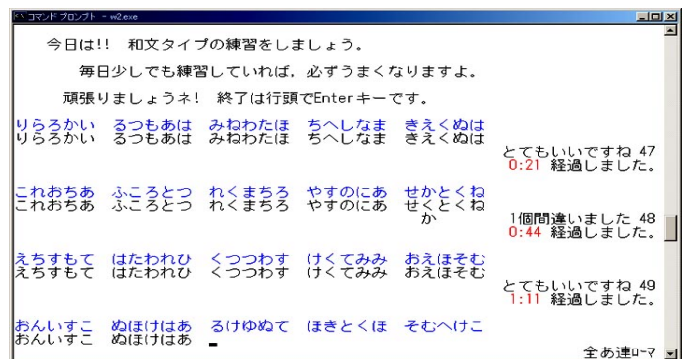 コマンド プロンプト - w2.exe
今日は!! 和文タイプの練習をしましょう。
毎日少しでも練習していれば, 必ずうまくなりますよ。
頑張りましょうネ! 終了は行頭でEnterキーです。
りらろかい るつもあは みねわたほ ちへしなま きえくぬは
りらろかい るつもあは みねわたほ ちへしなま きえくぬは
とてもいいですね 47
0:21 経過しました。
これおちあ ふころとつ れくまちろ やすのにあ せかとくね
これおちあ ふころとつ れくまちろ やすのにあ せくとくね
か
1個間違いました 48
0:44 経過しました。
えちすもて はたわれひ くつつわす けくてみみ おえほそむ
えちすもて はたわれひ くつつわす けくてみみ おえほそむ
とてもいいですね 49
1:11 経過しました。
おんいすこ ぬほけはあ るけゆぬて ほきとくほ そむへけこ
おんいすこ ぬほけはあ
全あ連ローマ